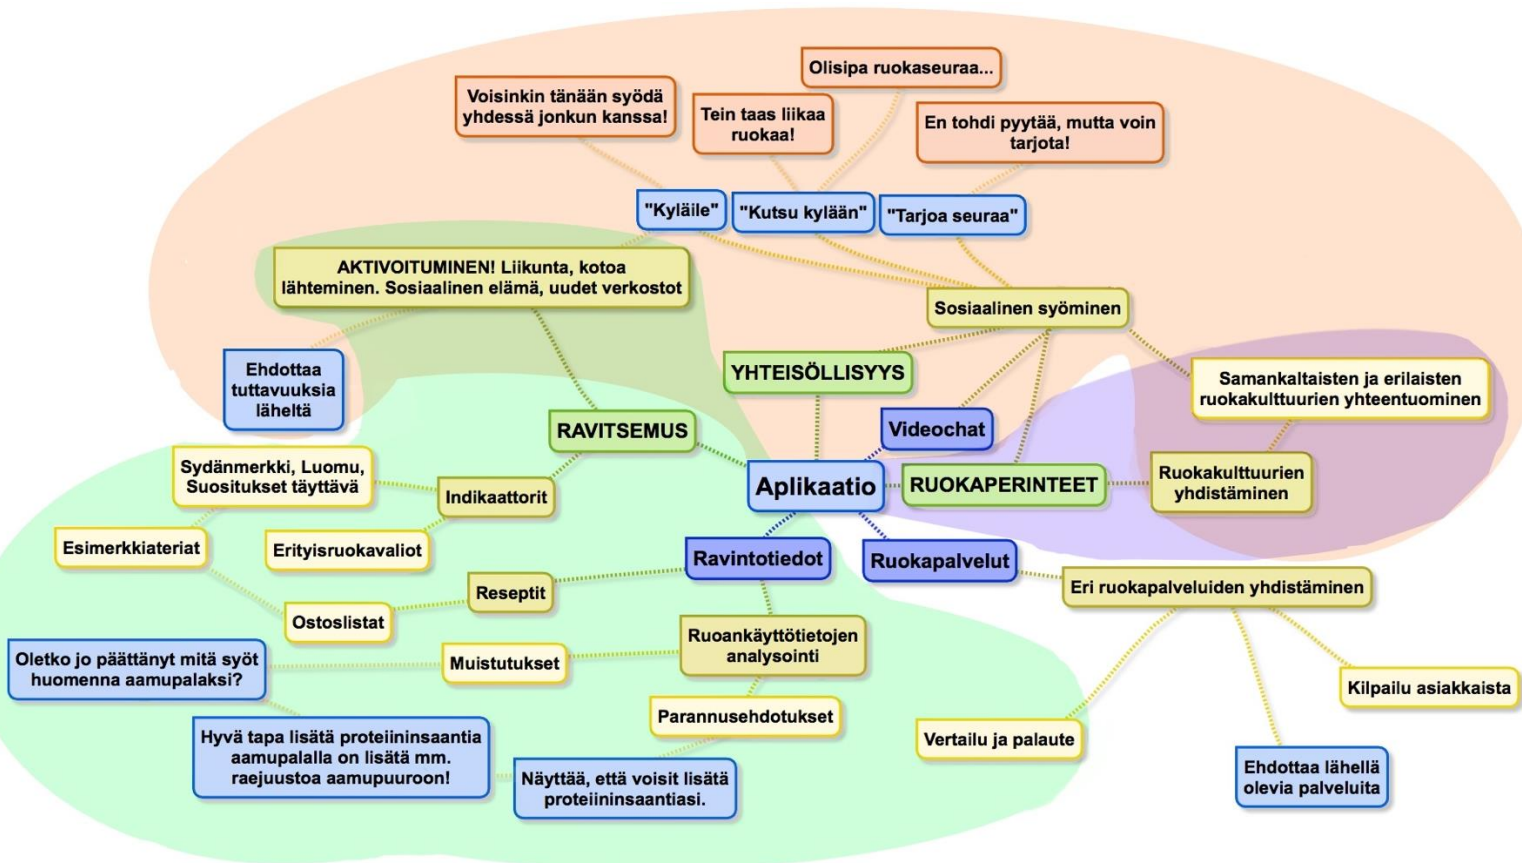 Olisipa ruokaseuraa...
Voisinkin tänään syödä
yhdessä jonkun kanssa!
Tein taas liikaa
ruokaa!
En tohdi pyytää, mutta voin
tarjota!
"Kyläile"
"Kutsu kylään"
"Tarjoa seuraa"
AKTIVOITUMINEN! Liikunta, kotoa
lähteminen. Sosiaalinen elämä, uudet verkostot
Sosiaalinen syöminen
Ehdottaa
tuttavuuksia
läheltä
YHTEISÖLLISYYS
Samankaltaisten ja erilaisten
ruokakulttuurien yhteentuominen
RAVITSEMUS
Videochat
Sydänmerkki, Luomu,
Suositukset täyttävä
Indikaattorit
Aplikaatio
RUOKAPERINTEET
Ruokakulttuurien
yhdistäminen
Esimerkkiateriat
Erityisruokavaliot
Ravintotiedot
Ruokapalvelut
Reseptit
Eri ruokapalveluiden yhdistäminen
Ostoslistat
Ruoankäyttötietojen
analysointi
Oletko jo päättänyt mitä syöt
huomenna aamupalaksi?
Muistutukset
Kilpailu asiakkaista
Parannusehdotukset
Vertailu ja palaute
Hyvä tapa lisätä proteiininsaantia
aamupalalla on lisätä mm.
raejuustoa aamupuuroon!
Näyttää, että voisit lisätä
proteiininsaantiasi.
Ehdottaa lähellä
olevia palveluita